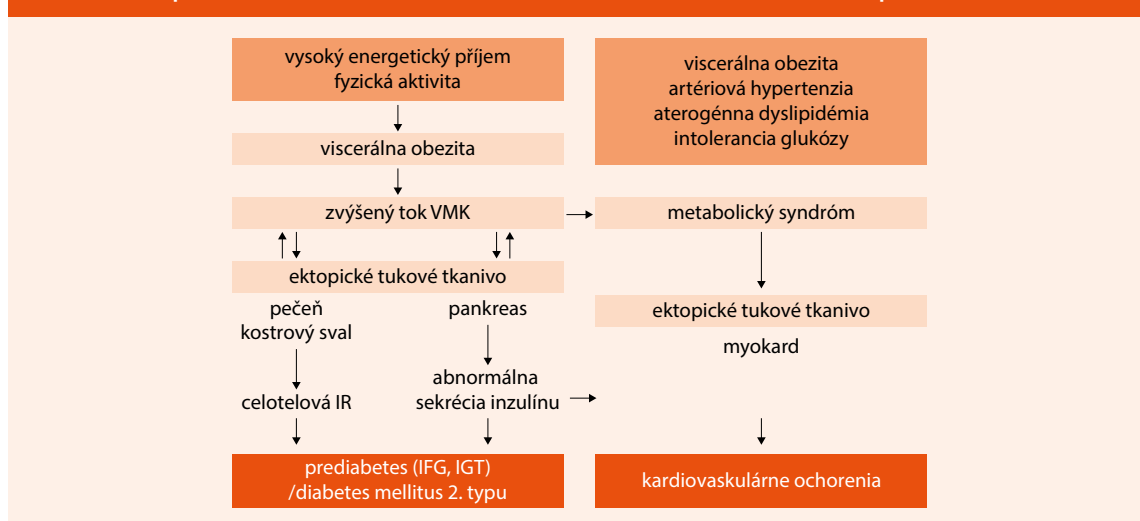 vysoký energetický příjem
fyzická aktivita
viscerálna obezita
artériová hypertenzia
aterogénna dyslipidémia
intolerancia glukózy
viscerálna obezita
zvýšený tok VMK
metabolický syndróm
ektopické tukové tkanivo
pečeň
kostrový sval
pankreas
ektopické tukové tkanivo
myokard
celotelová IR
abnormálna
sekrécia inzulínu
prediabetes (IFG, IGT)
/diabetes mellitus 2. typu
kardiovaskulárne ochorenia